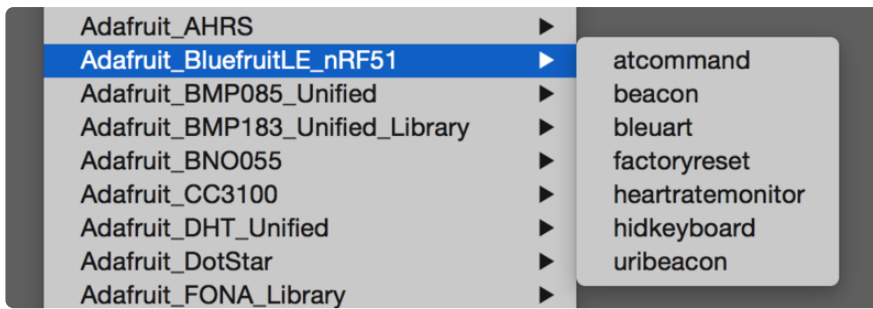 Adafruit_AHRS
Adafruit_BluefruitLE_nRF51
Adafruit_BMP085_Unified
Adafruit_BMP183_Unified_Library
Adafruit_BNO055
Adafruit_CC3100
Adafruit_DHT_Unified
Adafruit_DotStar
Adafruit_FONA_Library
atcommand
beacon
bleuart
factoryreset
heartratemonitor
hidkeyboard
uribeacon